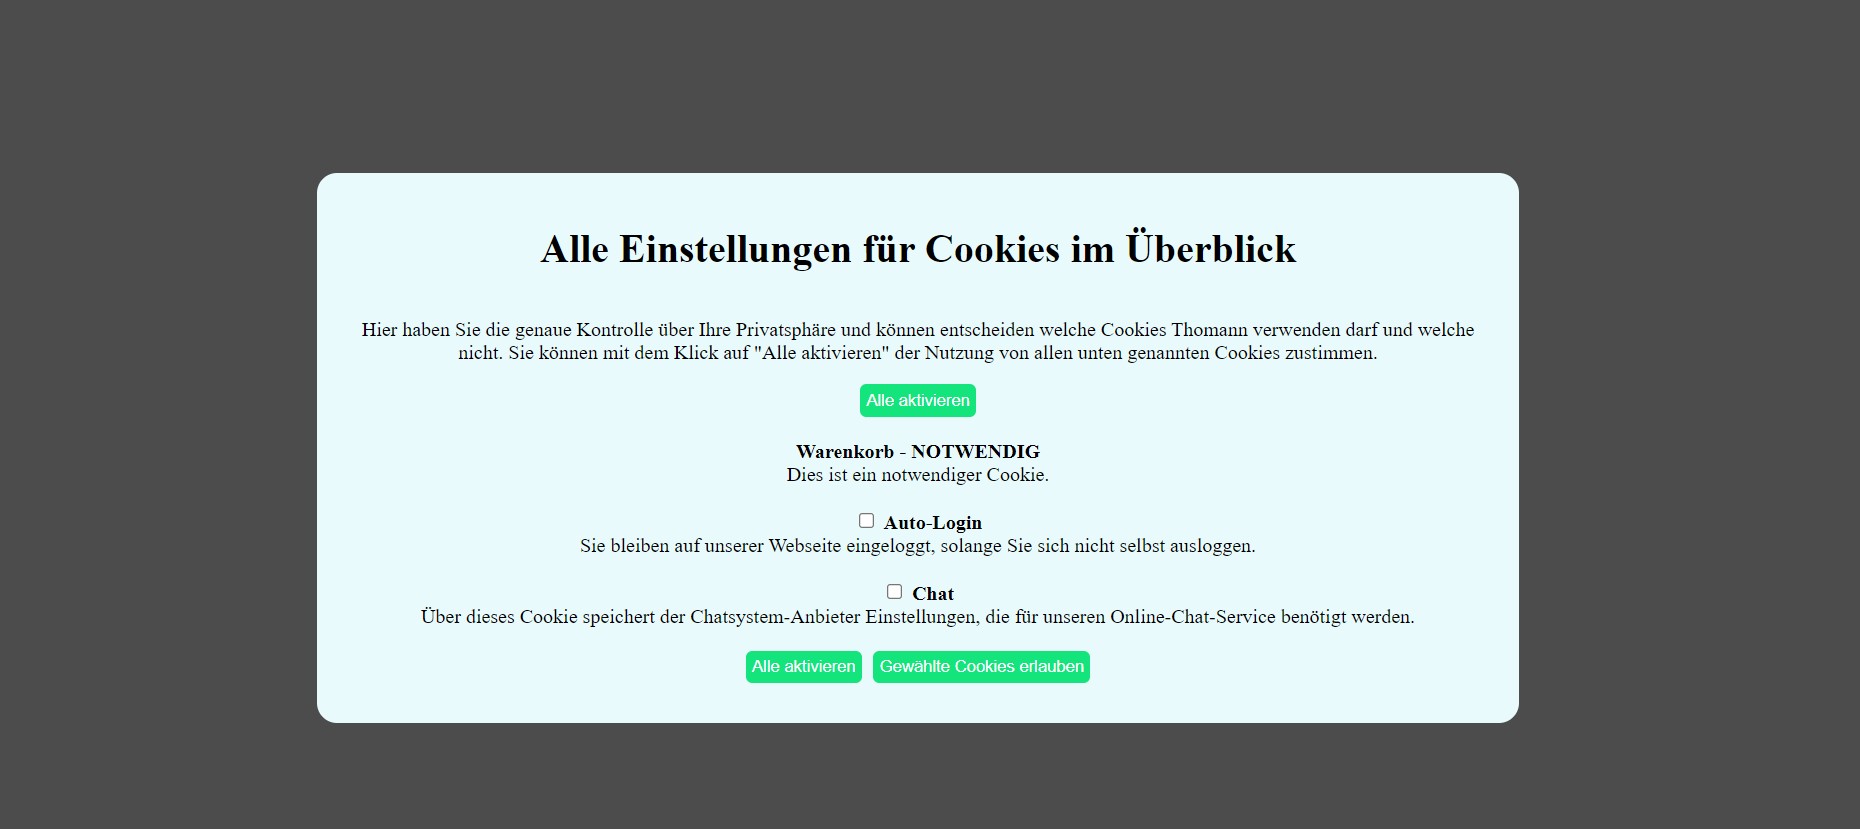 Alle Einstellungen für Cookies im Überblick
Hier haben Sie die genaue Kontrolle über Ihre Privatsphäre und können entscheiden welche Cookies Thomann verwenden darf und welche
nicht. Sie können mit dem Klick auf "Alle aktivieren" der Nutzung von allen unten genannten Cookies zustimmen.
Alle aktivieren
Warenkorb - NOTWENDIG
Dies ist ein notwendiger Cookie.
Auto-Login
Sie bleiben auf unserer Webseite eingeloggt, solange Sie sich nicht selbst ausloggen.
Chat
Über dieses Cookie speichert der Chatsystem-Anbieter Einstellungen, die für unseren Online-Chat-Service benötigt werden.
Alle aktivieren Gewählte Cookies erlauben